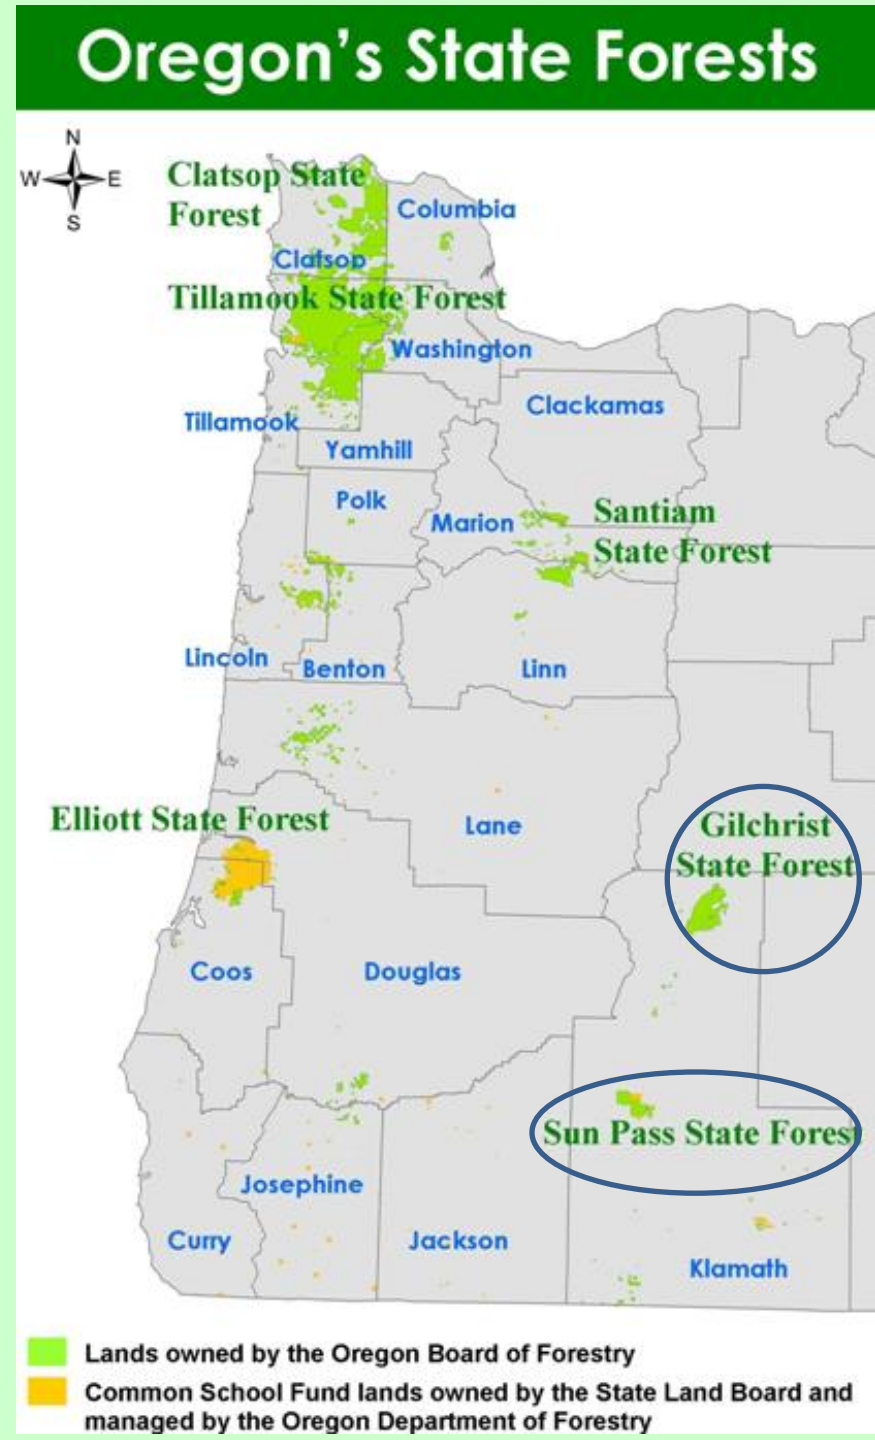 Oregon's State Forests
N
W
E
S
Clatsop State
Forest
Columbia
Clatsop
Tillamook State Forest
Washington
Clackamas
Tillamook
Yamhill
Polk
Marion
Santiam
State Forest
Lincoln
Benton
Linn
Elliott State Forest
Lane
Gilchrist
State Forest
Coos
Douglas
Sun Pass State Forest
Josephine
Curry
Jackson
Klamath
Lands owned by the Oregon Board of Forestry
Common School Fund lands owned by the State Land Board and
managed by the Oregon Department of Forestry